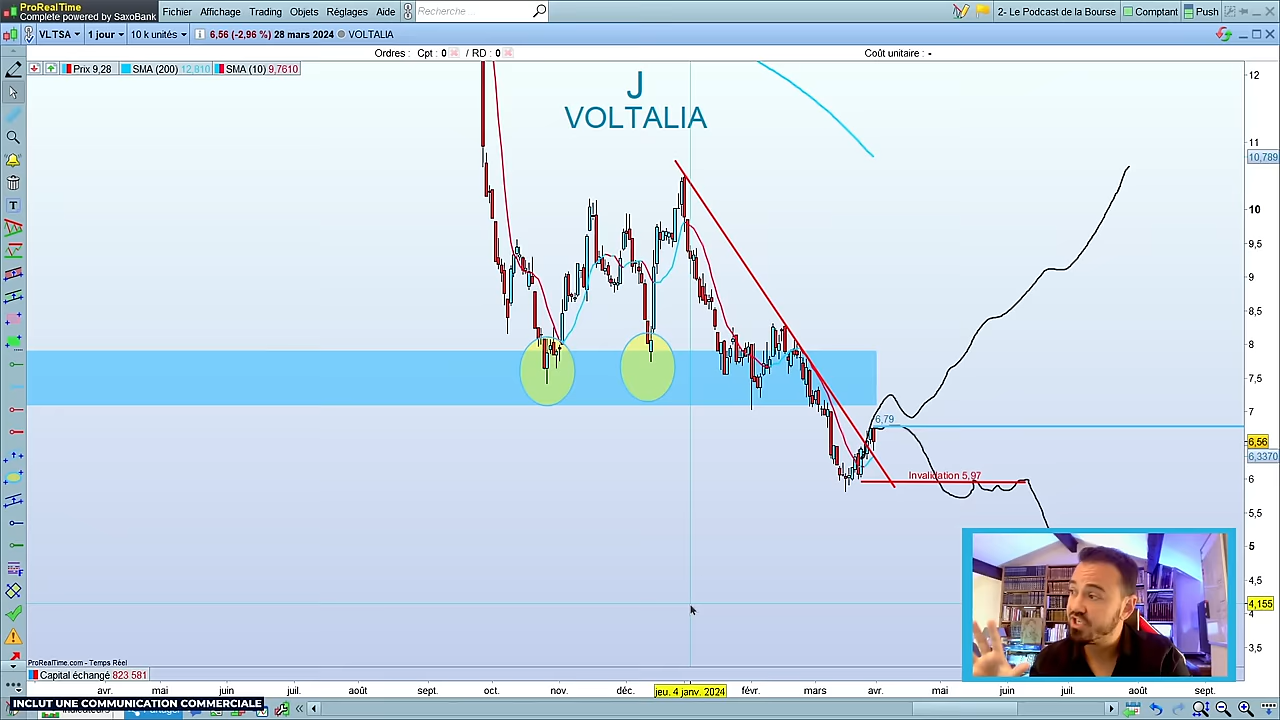 ProRealTime
Complete powered by SaxoBank
Fichier Affichage Trading Objets Réglages Aide
Recherche
2- Le Podcast de la Bourse
Comptant
Push
VLTSA
1 jour
10 k unités
6,56 (-2,96 %) 28 mars 2024
VOLTALIA
Ordres : Cpt : 0 / RD : 0
Coût unitaire : -
Prix 9,28
SMA (200) 12,810
SMA (10) 9,7610
J
VOLTALIA
12
11
10,789
10
9,5
9
8,5
8
7,5
7
6,79
6,56
6,3370
Invalidation 5,97
6
5,5
5
4,5
4,155
4
3,5
ProRealTime.com - Temps Réel
Capital échangé 823 581
avr. mai juin juil. août sept. oct. nov. déc. jeu. 4 janv. 2024 févr. mars avr. mai juin juil. août sept.
INCLUT UNE COMMUNICATION COMMERCIALE